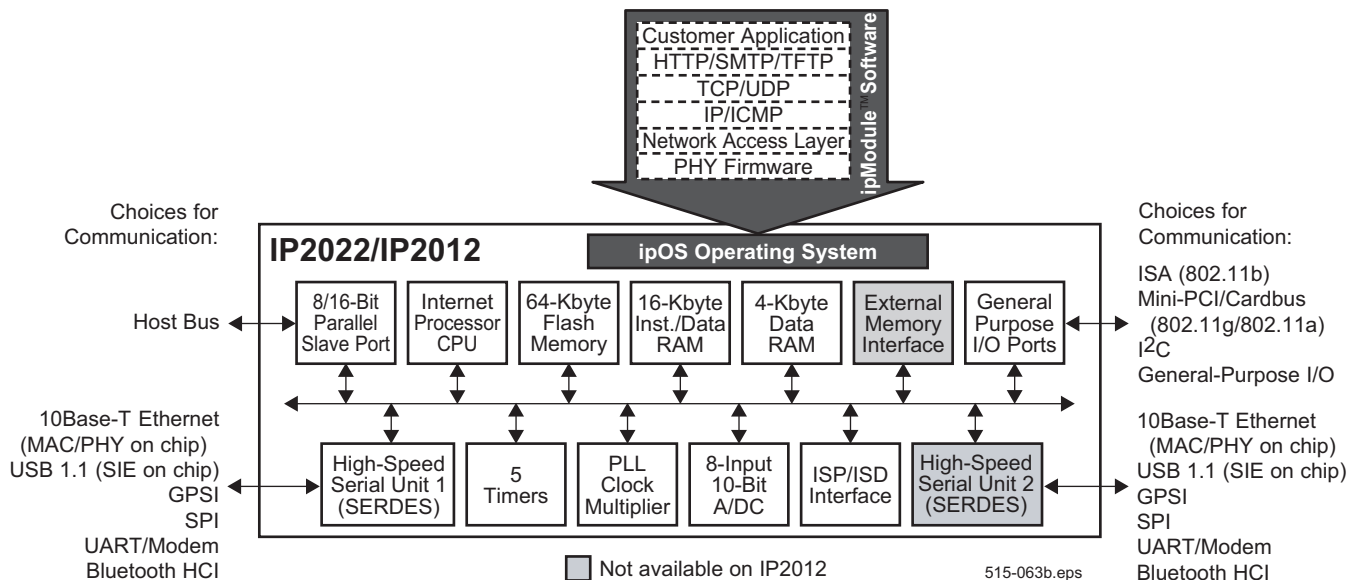 Customer Application
HTTP/SMTP/TFTP
TCP/UDP
IP/ICMP
Network Access Layer
PHY Firmware
ipModule™ Software
Choices for
Communication:
Host Bus
10Base-T Ethernet
(MAC/PHY on chip)
USB 1.1 (SIE on chip)
GPSI
SPI
UART/Modem
Bluetooth HCI
IP2022/IP2012
ipOS Operating System
8/16-Bit
Parallel
Slave Port
Internet
Processor
CPU
64-Kbyte
Flash
Memory
16-Kbyte
Inst./Data
RAM
4-Kbyte
Data
RAM
External
Memory
Interface
General
Purpose
I/O Ports
High-Speed
Serial Unit 1
(SERDES)
5
Timers
PLL
Clock
Multiplier
8-Input
10-Bit
A/DC
ISP/ISD
Interface
High-Speed
Serial Unit 2
(SERDES)
Choices for
Communication:
ISA (802.11b)
Mini-PCI/Cardbus
(802.11g/802.11a)
I²C
General-Purpose I/O
10Base-T Ethernet
(MAC/PHY on chip)
USB 1.1 (SIE on chip)
GPSI
SPI
UART/Modem
Bluetooth HCI
Not available on IP2012
515-063b.eps